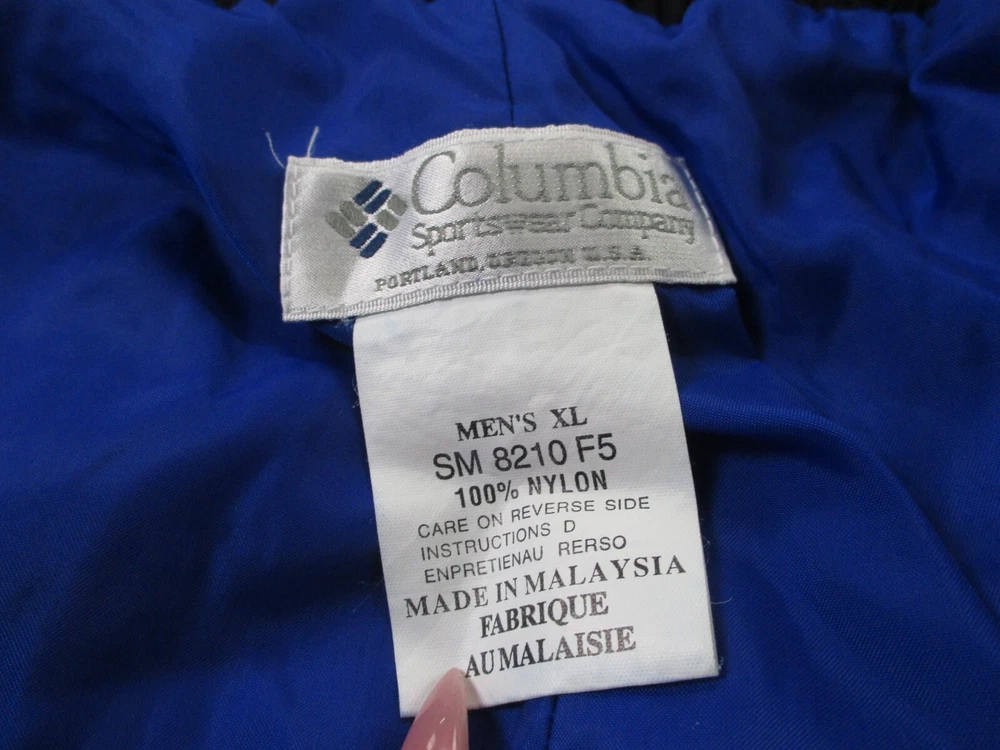 Columbia
Sportswear Company
PORTLAND, OREGON U.S.A.
MEN'S XL
SM 8210 F5
100% NYLON
CARE ON REVERSE SIDE
INSTRUCTIONS D
ENPRETIENAU RERSO
MADE IN MALAYSIA
FABRIQUE
AU MALAISIE